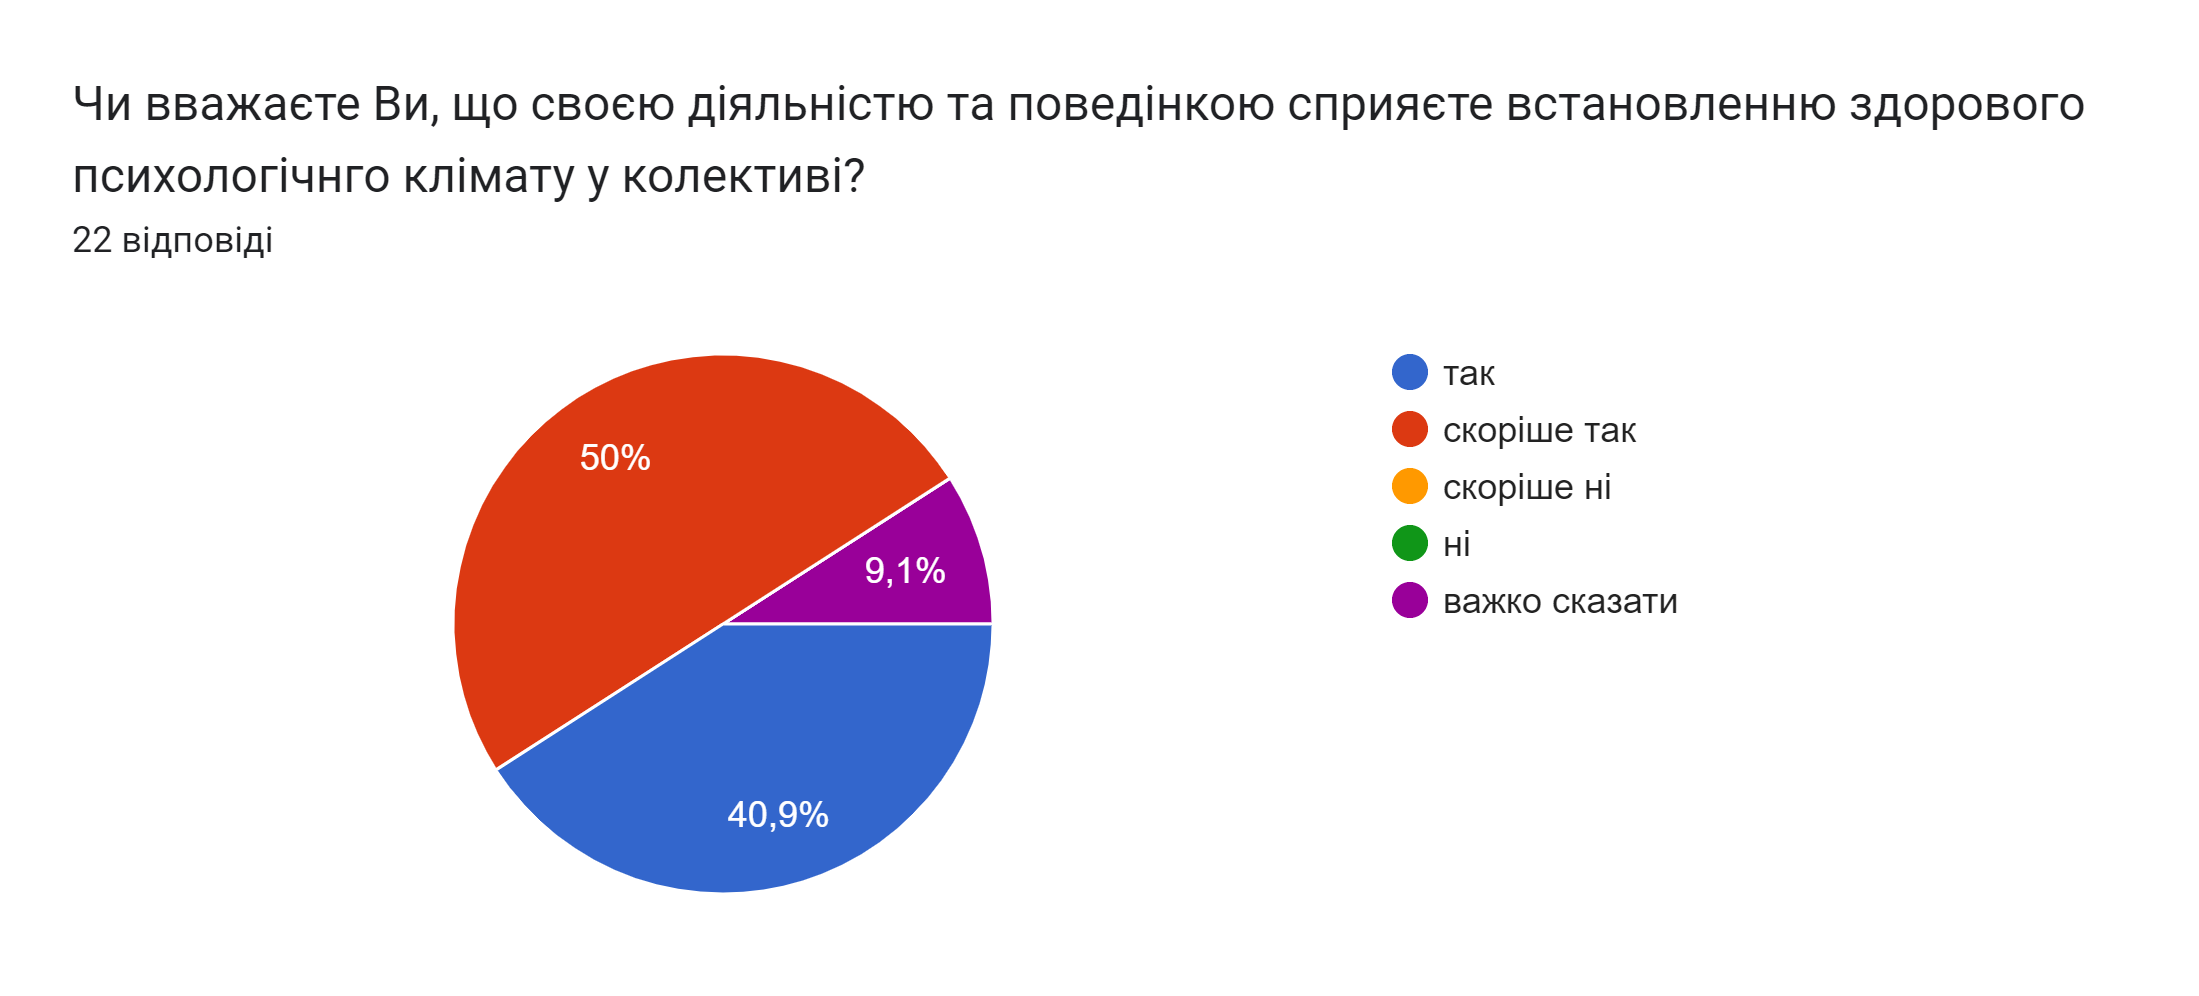 Чи вважаєте Ви, що своєю діяльністю та поведінкою сприяєте встановленню здорового
психологічнго клімату у колективі?
22 відповіді
так
скоріше так
скоріше ні
ні
важко сказати
50%
9,1%
40,9%